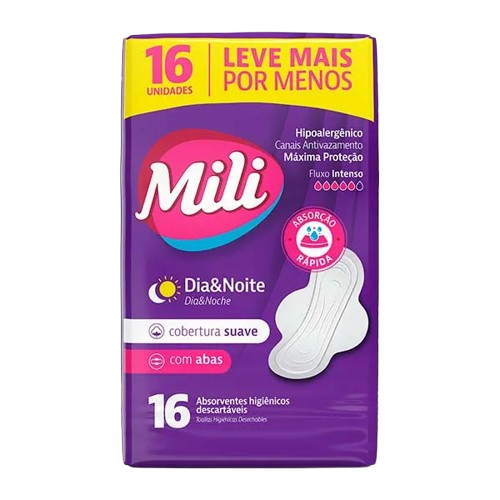 16
UNIDADES
LEVE MAIS
POR MENOS
Hipoalergênico
Canais Antivazamento
Máxima Proteção
Fluxo Intenso
Mili
ABSORÇÃO
RÁPIDA
Dia&Noite
Dia&Noche
cobertura suave
com abas
16
Absorventes higiênicos
descartáveis
Toallas Higiénicas Desechables